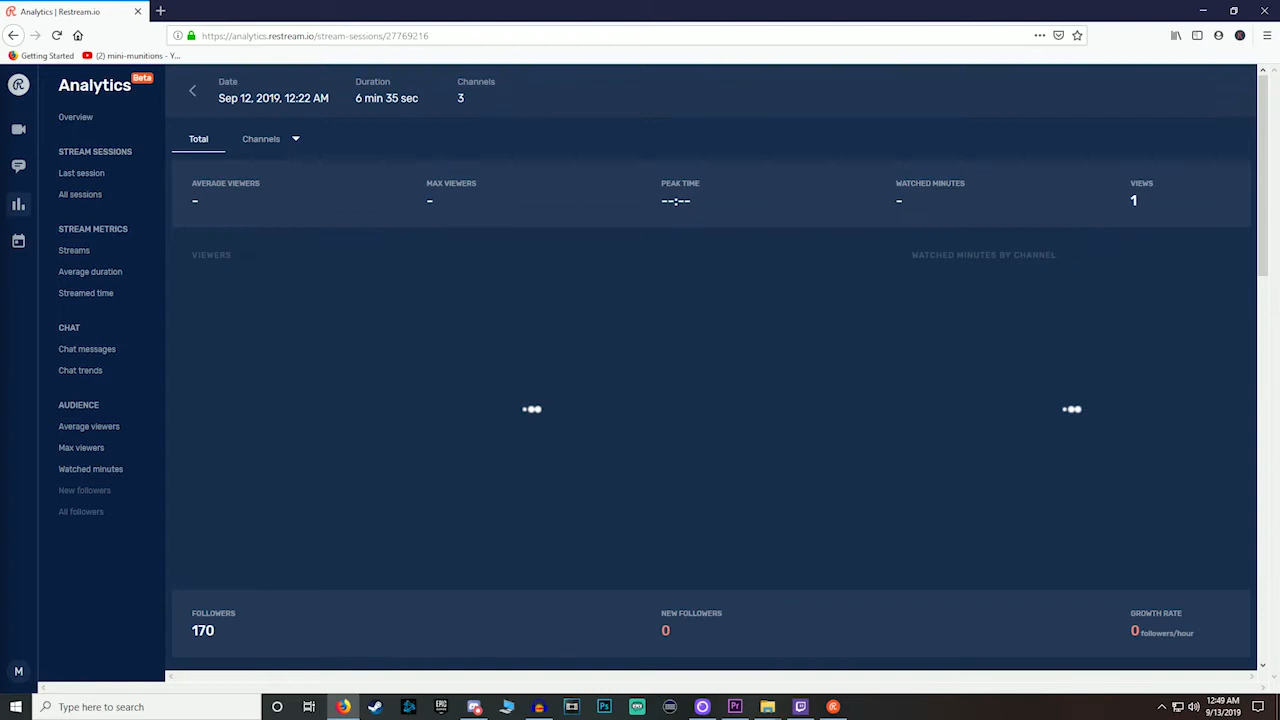 Analytics | Restream.io
https://analytics.restream.io/stream-sessions/27769216
Getting Started
(2) mini-munitions - Y...
Analytics
Beta
Overview
STREAM SESSIONS
Last session
All sessions
STREAM METRICS
Streams
Average duration
Streamed time
CHAT
Chat messages
Chat trends
AUDIENCE
Average viewers
Max viewers
Watched minutes
New followers
All followers
M
Date
Sep 12, 2019, 12:22 AM
Duration
6 min 35 sec
Channels
3
Total
Channels
AVERAGE VIEWERS
-
MAX VIEWERS
-
PEAK TIME
--:--
WATCHED MINUTES
-
VIEWS
1
VIEWERS
WATCHED MINUTES BY CHANNEL
FOLLOWERS
170
NEW FOLLOWERS
0
GROWTH RATE
0 followers/hour
Type here to search
12:49 AM
9/13/2019